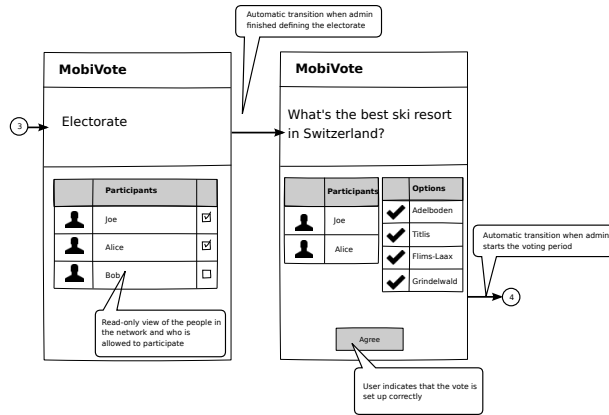 Automatic transition when admin
finished defining the electorate
MobiVote
MobiVote
3
Electorate
What's the best ski resort
in Switzerland?
Participants
Joe
Alice
Bob
Participants
Joe
Alice
Options
Adelboden
Titlis
Flims-Laax
Grindelwald
Automatic transition when admin
starts the voting period
4
Read-only view of the people in
the network and who is
allowed to participate
Agree
User indicates that the vote is
set up correctly